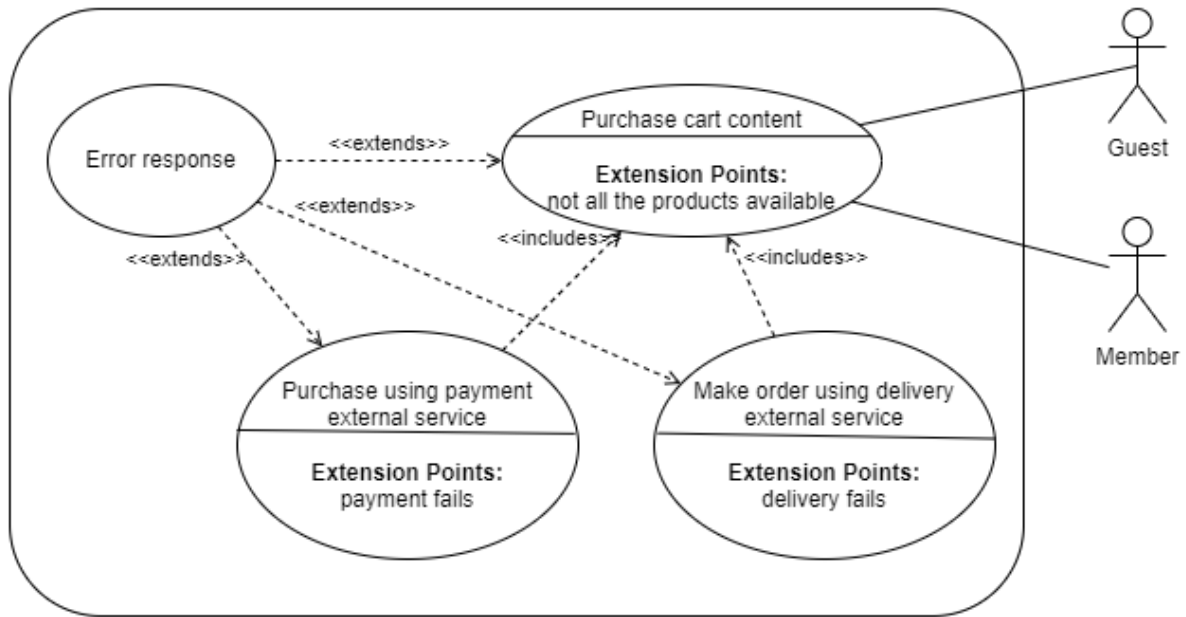 Purchase cart content
Guest
Error response
<<extends>>
Extension Points:
not all the products available
<<extends>>
<<includes>>
<<extends>>
<<includes>>
Member
Purchase using payment
external service
Make order using delivery
external service
Extension Points:
payment fails
Extension Points:
delivery fails